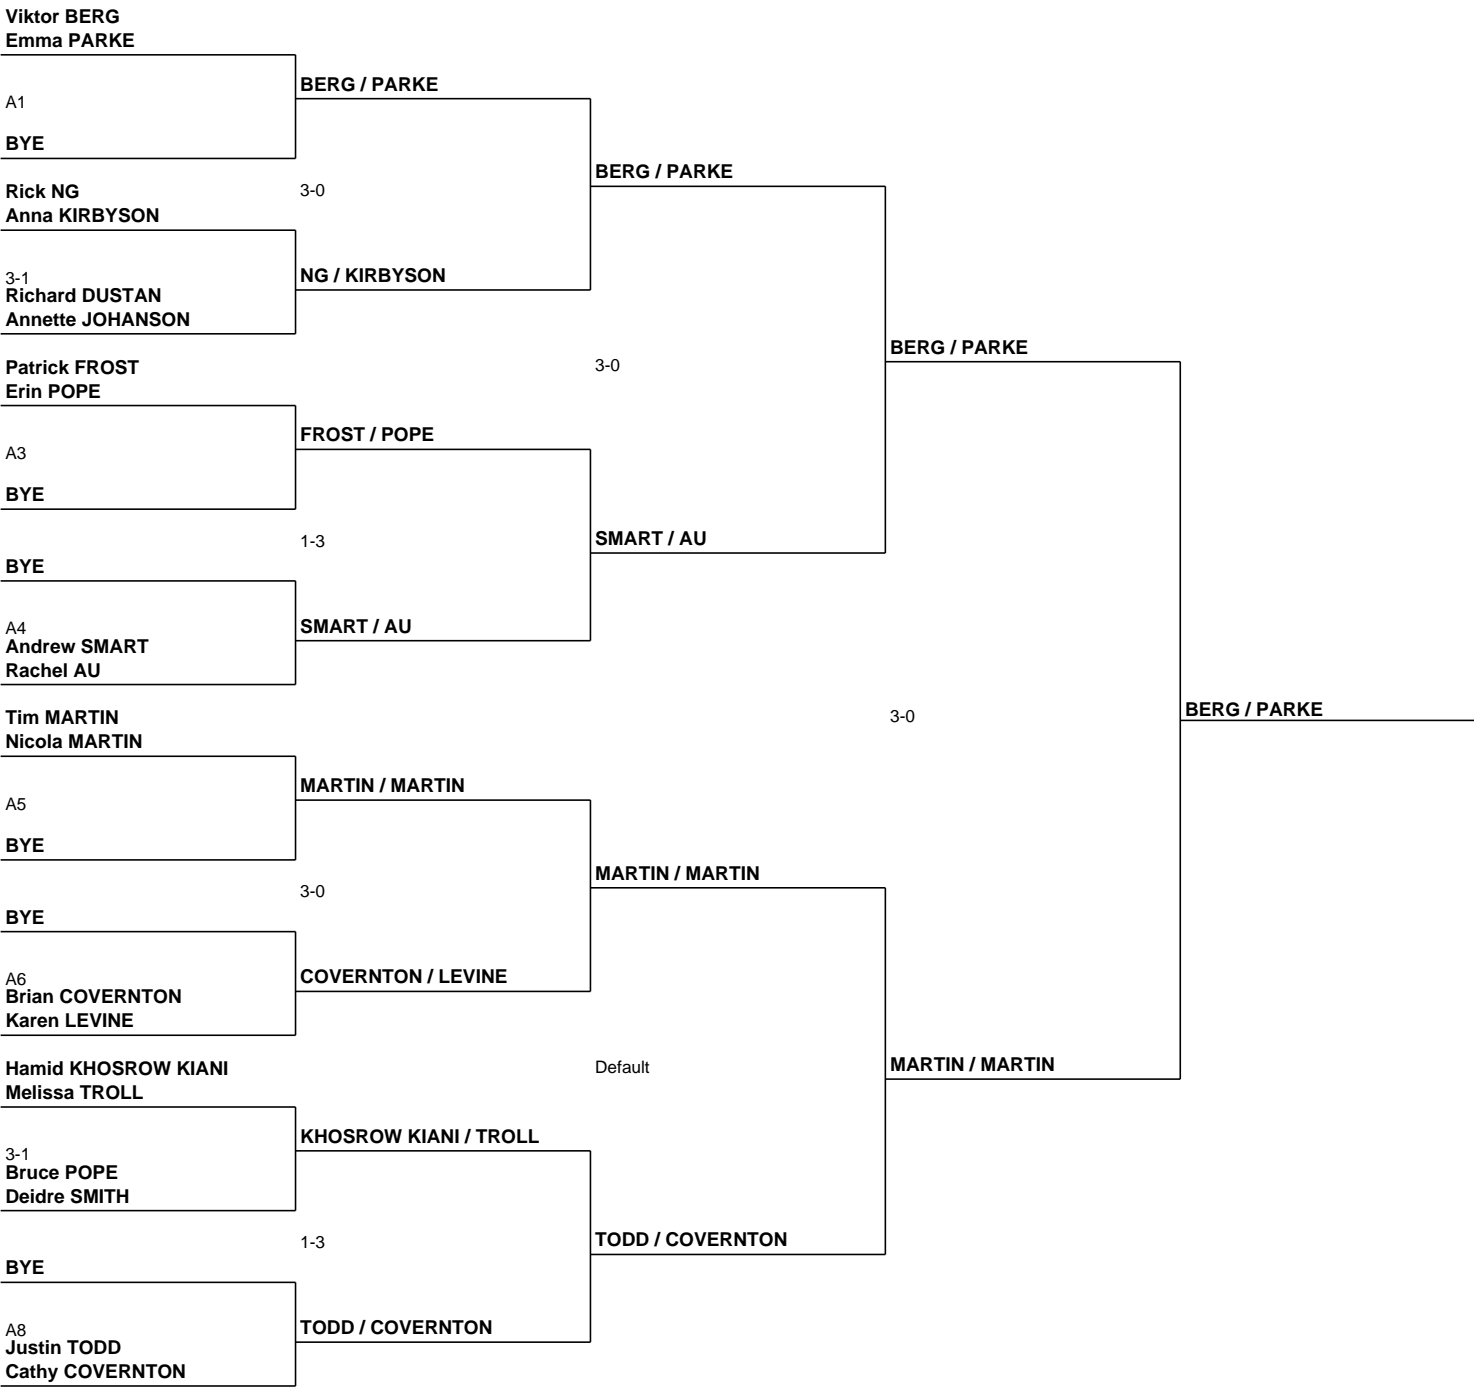 Viktor BERG
Emma PARKE
BERG / PARKE
A1
BYE
BERG / PARKE
Rick NG
3-0
Anna KIRBYSON
NG / KIRBYSON
3-1
Richard DUSTAN
Annette JOHANSON
BERG / PARKE
Patrick FROST
3-0
Erin POPE
FROST / POPE
A3
BYE
1-3
SMART / AU
BYE
A4
SMART / AU
Andrew SMART
Rachel AU
BERG / PARKE
Tim MARTIN
3-0
Nicola MARTIN
MARTIN / MARTIN
A5
BYE
MARTIN / MARTIN
3-0
BYE
A6
COVERNTON / LEVINE
Brian COVERNTON
Karen LEVINE
Hamid KHOSROW KIANI
Default
MARTIN / MARTIN
Melissa TROLL
KHOSROW KIANI / TROLL
3-1
Bruce POPE
Deidre SMITH
1-3
TODD / COVERNTON
BYE
A8
TODD / COVERNTON
Justin TODD
Cathy COVERNTON